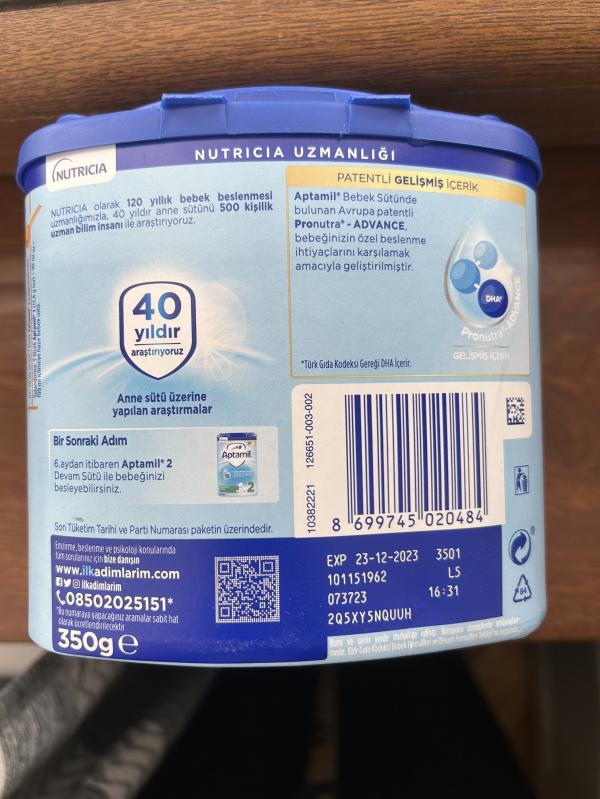 NUTRICIA
NUTRICIA UZMANLIĞI
NUTRICIA olarak 120 yıllık bebek beslenmesi
uzmanlığımızla, 40 yıldır anne sütünü 500 kişilik
uzman bilim insanı ile araştırıyoruz.
40
yıldır
araştırıyoruz
Anne sütü üzerine
yapılan araştırmalar
PATENTLİ GELİŞMİŞ İÇERİK
Aptamil® Bebek Sütünde
bulunan Avrupa patentli
Pronutra® - ADVANCE,
bebeğinizin özel beslenme
ihtiyaçlarını karşılamak
amacıyla geliştirilmiştir.
DHA*
Pronutra®-ADVANCE
GELİŞMİŞ İÇERİK
*Türk Gıda Kodeksi Gereği DHA İçerir.
Bir Sonraki Adım
6.aydan itibaren Aptamil® 2
Devam Sütü ile bebeğinizi
besleyebilirsiniz.
Aptamil
2
Son Tüketim Tarihi ve Parti Numarası paketin üzerindedir.
10382221 126651-003-002
8 699745 020484
Emzirme, beslenme ve psikoloji konularında
tüm sorularınız için bize danışın
www.ilkadimlarim.com
ilkadimlarim
08502025151*
*Bu numaraya yapacağınız aramalar sabit hat
olarak ücretlendirilecektir
350g e
EXP 23-12-2023 3501
101151962 L5
073723 16:31
2Q5XY5NQUUH
84